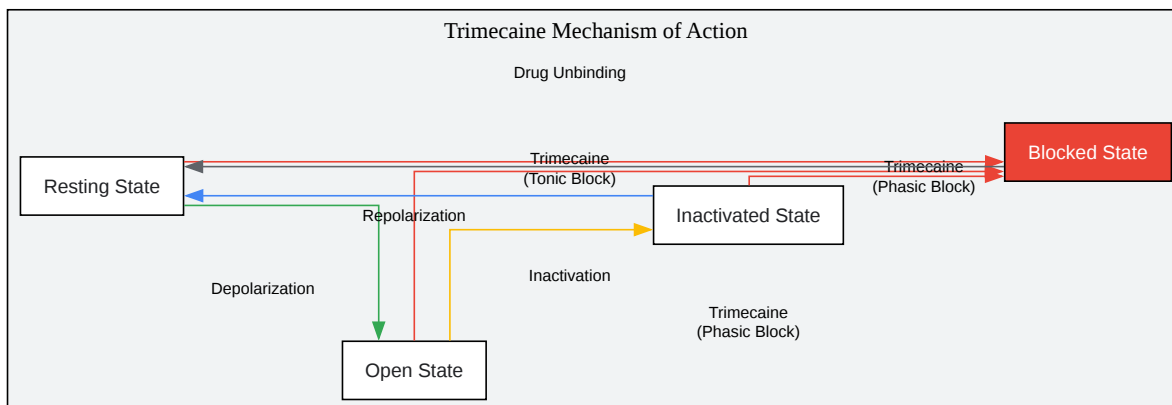 Trimecaine Mechanism of Action
Drug Unbinding
Blocked State
Trimecaine
(Tonic Block)
Trimecaine
(Phasic Block)
Resting State
Repolarization
Inactivated State
Inactivation
Depolarization
Trimecaine
(Phasic Block)
Open State